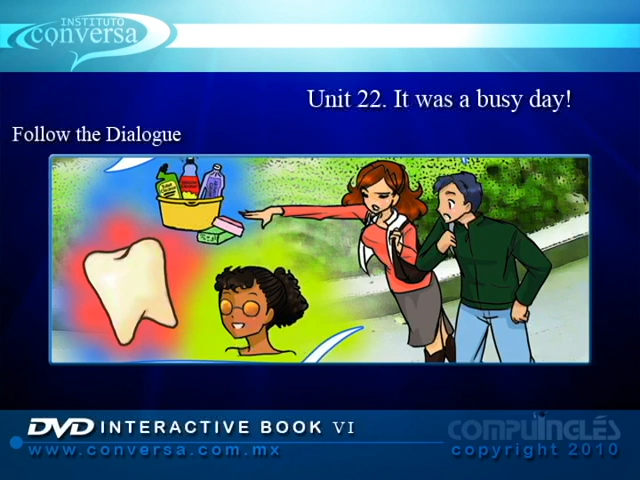 INSTITUTO
conversa
Unit 22. It was a busy day!
Follow the Dialogue
DVD INTERACTIVE BOOK VI
COMPUINGLÉS
www.conversa.com.mx
copyright 2010